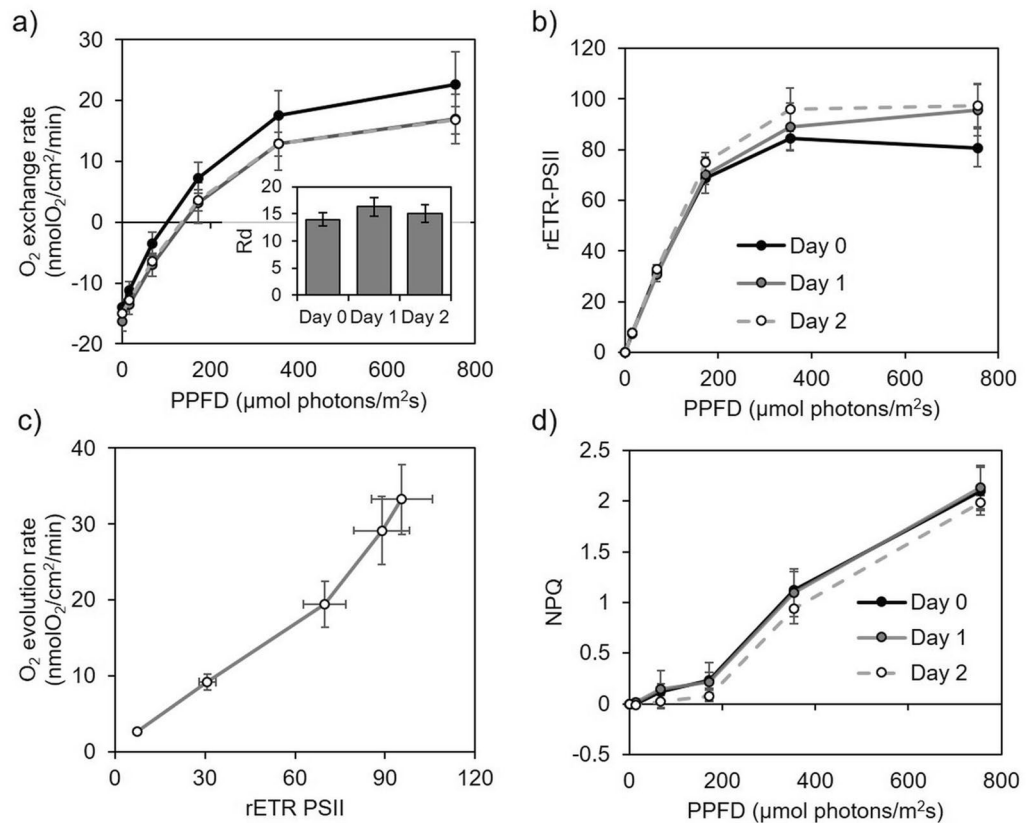 a)
30
20
10
0
-10
-20
O2 exchange rate
(nmolO2/cm2/min)
0 200 400 600 800
PPFD (µmol photons/m2s)
20
15
10
5
0
Rd
Day 0 Day 1 Day 2
b)
120
100
80
60
40
20
0
rETR-PSII
Day 0
Day 1
Day 2
0 200 400 600 800
PPFD (µmol photons/m2s)
c)
40
30
20
10
0
O2 evolution rate
(nmolO2/cm2/min)
0 30 60 90 120
rETR PSII
d)
2.5
2
1.5
1
0.5
0
-0.5
NPQ
Day 0
Day 1
Day 2
0 200 400 600 800
PPFD (µmol photons/m2s)